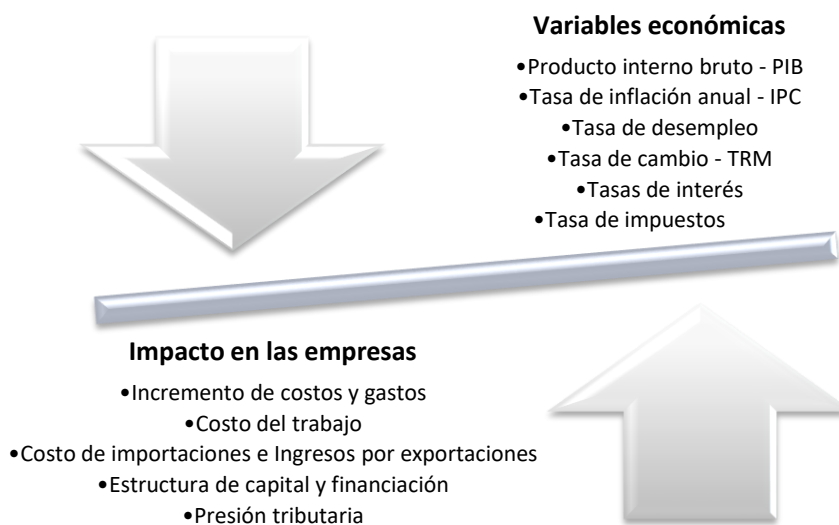 Variables económicas
•Producto interno bruto - PIB
•Tasa de inflación anual - IPC
•Tasa de desempleo
•Tasa de cambio - TRM
•Tasas de interés
•Tasa de impuestos
Impacto en las empresas
•Incremento de costos y gastos
•Costo del trabajo
•Costo de importaciones e Ingresos por exportaciones
•Estructura de capital y financiación
•Presión tributaria